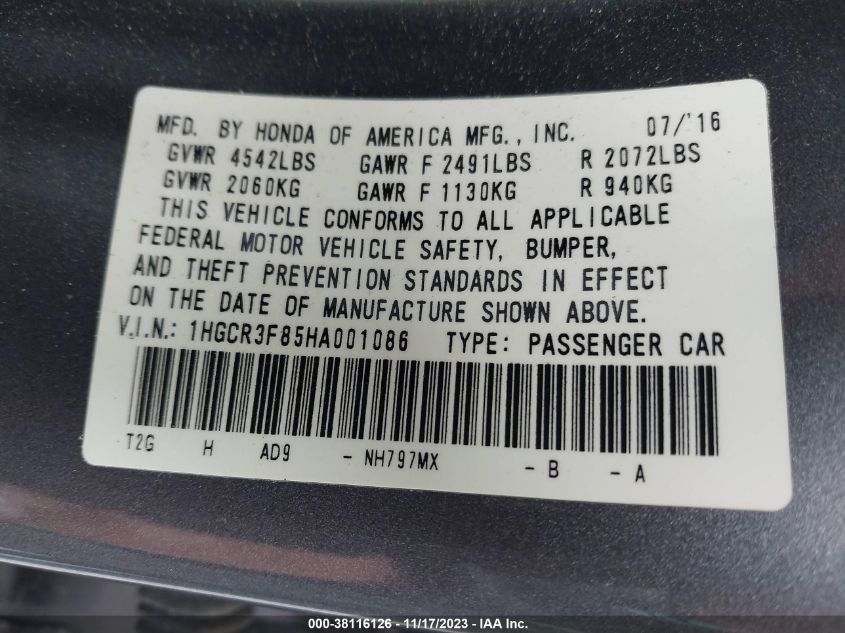 MFD. BY HONDA OF AMERICA MFG., INC. 07/'16
GVWR 4542LBS GAWR F 2491LBS R 2072LBS
GVWR 2060KG GAWR F 1130KG R 940KG
THIS VEHICLE CONFORMS TO ALL APPLICABLE
FEDERAL MOTOR VEHICLE SAFETY, BUMPER,
AND THEFT PREVENTION STANDARDS IN EFFECT
ON THE DATE OF MANUFACTURE SHOWN ABOVE.
V.I.N.: 1HGCR3F85HA001086 TYPE: PASSENGER CAR
T2G H AD9 - NH797MX - B - A
000-38116126 - 11/17/2023 - IAA Inc.